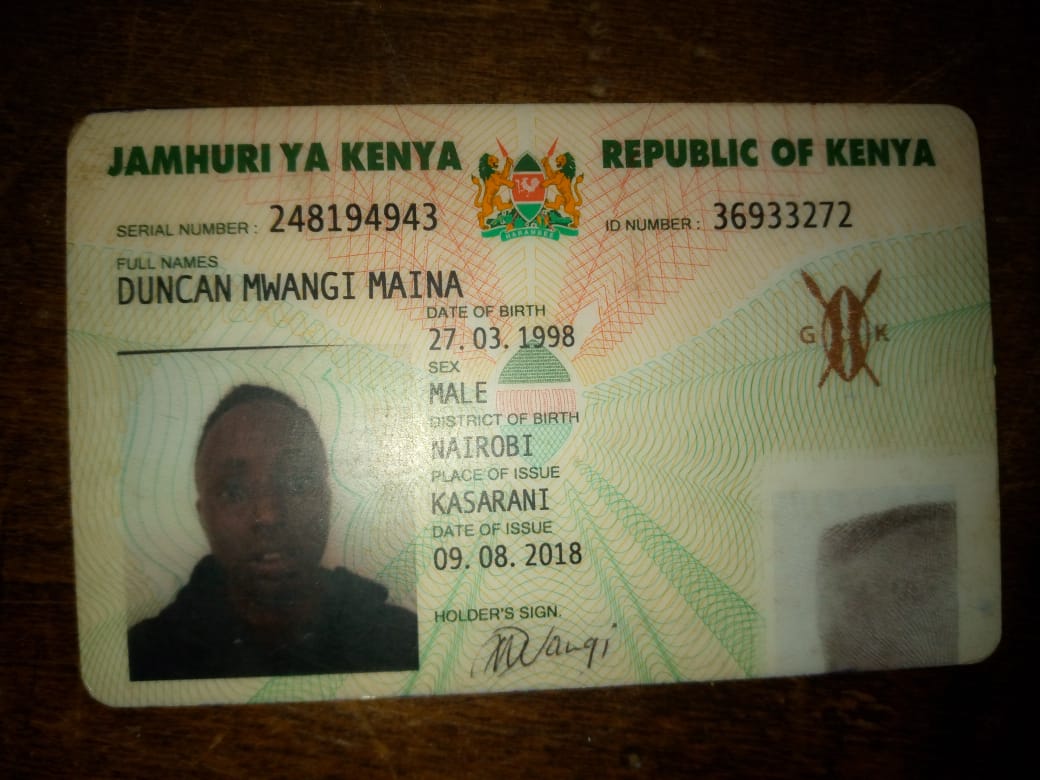 JAMHURI YA KENYA
REPUBLIC OF KENYA
SERIAL NUMBER : 248194943
ID NUMBER : 36933272
HARAMBEE
FULL NAMES
DUNCAN MWANGI MAINA
DATE OF BIRTH
27. 03. 1998
SEX
MALE
DISTRICT OF BIRTH
NAIROBI
PLACE OF ISSUE
KASARANI
DATE OF ISSUE
09. 08. 2018
HOLDER'S SIGN.
G K